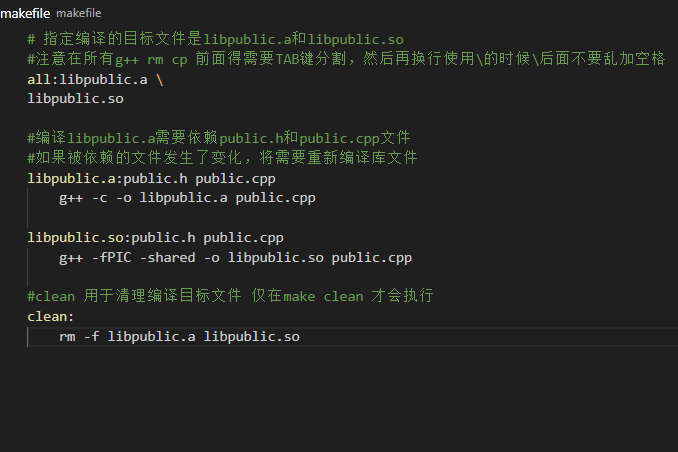 makefile makefile
# 指定编译的目标文件是libpublic.a和libpublic.so
#注意在所有g++ rm cp 前面得需要TAB键分割，然后再换行使用\的时候\后面不要乱加空格
all:libpublic.a \
libpublic.so
#编译libpublic.a需要依赖public.h和public.cpp文件
#如果被依赖的文件发生了变化，将需要重新编译库文件
libpublic.a:public.h public.cpp
g++ -c -o libpublic.a public.cpp
libpublic.so:public.h public.cpp
g++ -fPIC -shared -o libpublic.so public.cpp
#clean 用于清理编译目标文件 仅在make clean 才会执行
clean:
rm -f libpublic.a libpublic.so